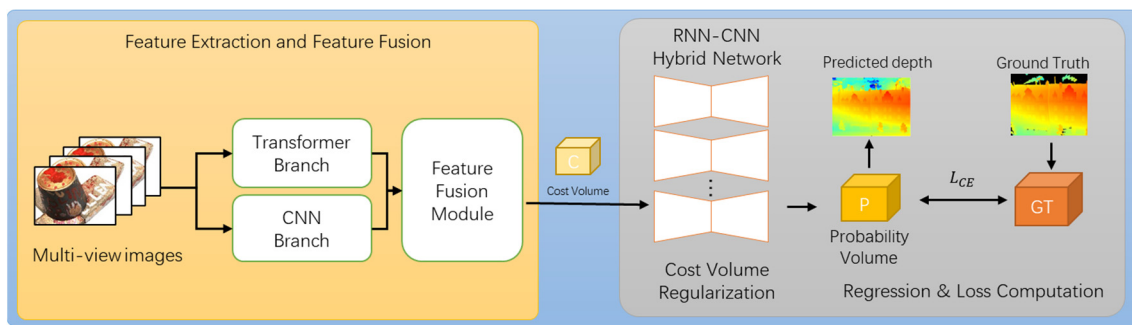 Feature Extraction and Feature Fusion
Multi-view images
Transformer
Branch
CNN
Branch
Feature
Fusion
Module
C
Cost Volume
RNN-CNN
Hybrid Network
Cost Volume
Regularization
Predicted depth
P
Probability
Volume
L_CE
Ground Truth
GT
Regression & Loss Computation